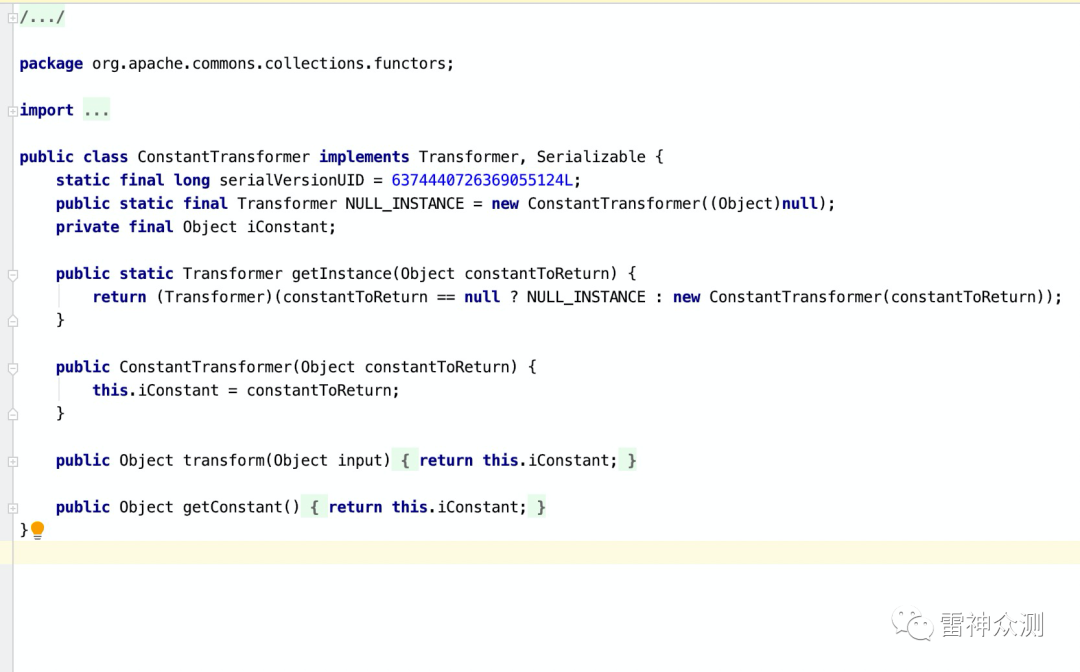 /.../
package org.apache.commons.collections.functors;
import ...
public class ConstantTransformer implements Transformer, Serializable {
    static final long serialVersionUID = 6374440726369055124L;
    public static final Transformer NULL_INSTANCE = new ConstantTransformer((Object)null);
    private final Object iConstant;
    public static Transformer getInstance(Object constantToReturn) {
        return (Transformer)(constantToReturn == null ? NULL_INSTANCE : new ConstantTransformer(constantToReturn));
    }
    public ConstantTransformer(Object constantToReturn) {
        this.iConstant = constantToReturn;
    }
    public Object transform(Object input) { return this.iConstant; }
    public Object getConstant() { return this.iConstant; }
}
雷神众测